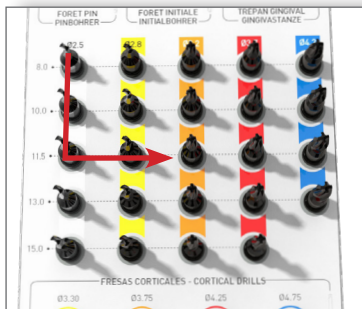 FORET PIN FORET INITIALE TRÉPAN GINGIVAL
PINBOHRER INITIALBOHRER GINGIVASTANZE
Ø2.5 Ø2.8
8.0
10.0
11.5
13.0
15.0
FRESAS CORTICALES - CORTICAL DRILLS
Ø3.30 Ø3.75 Ø4.25 Ø4.75